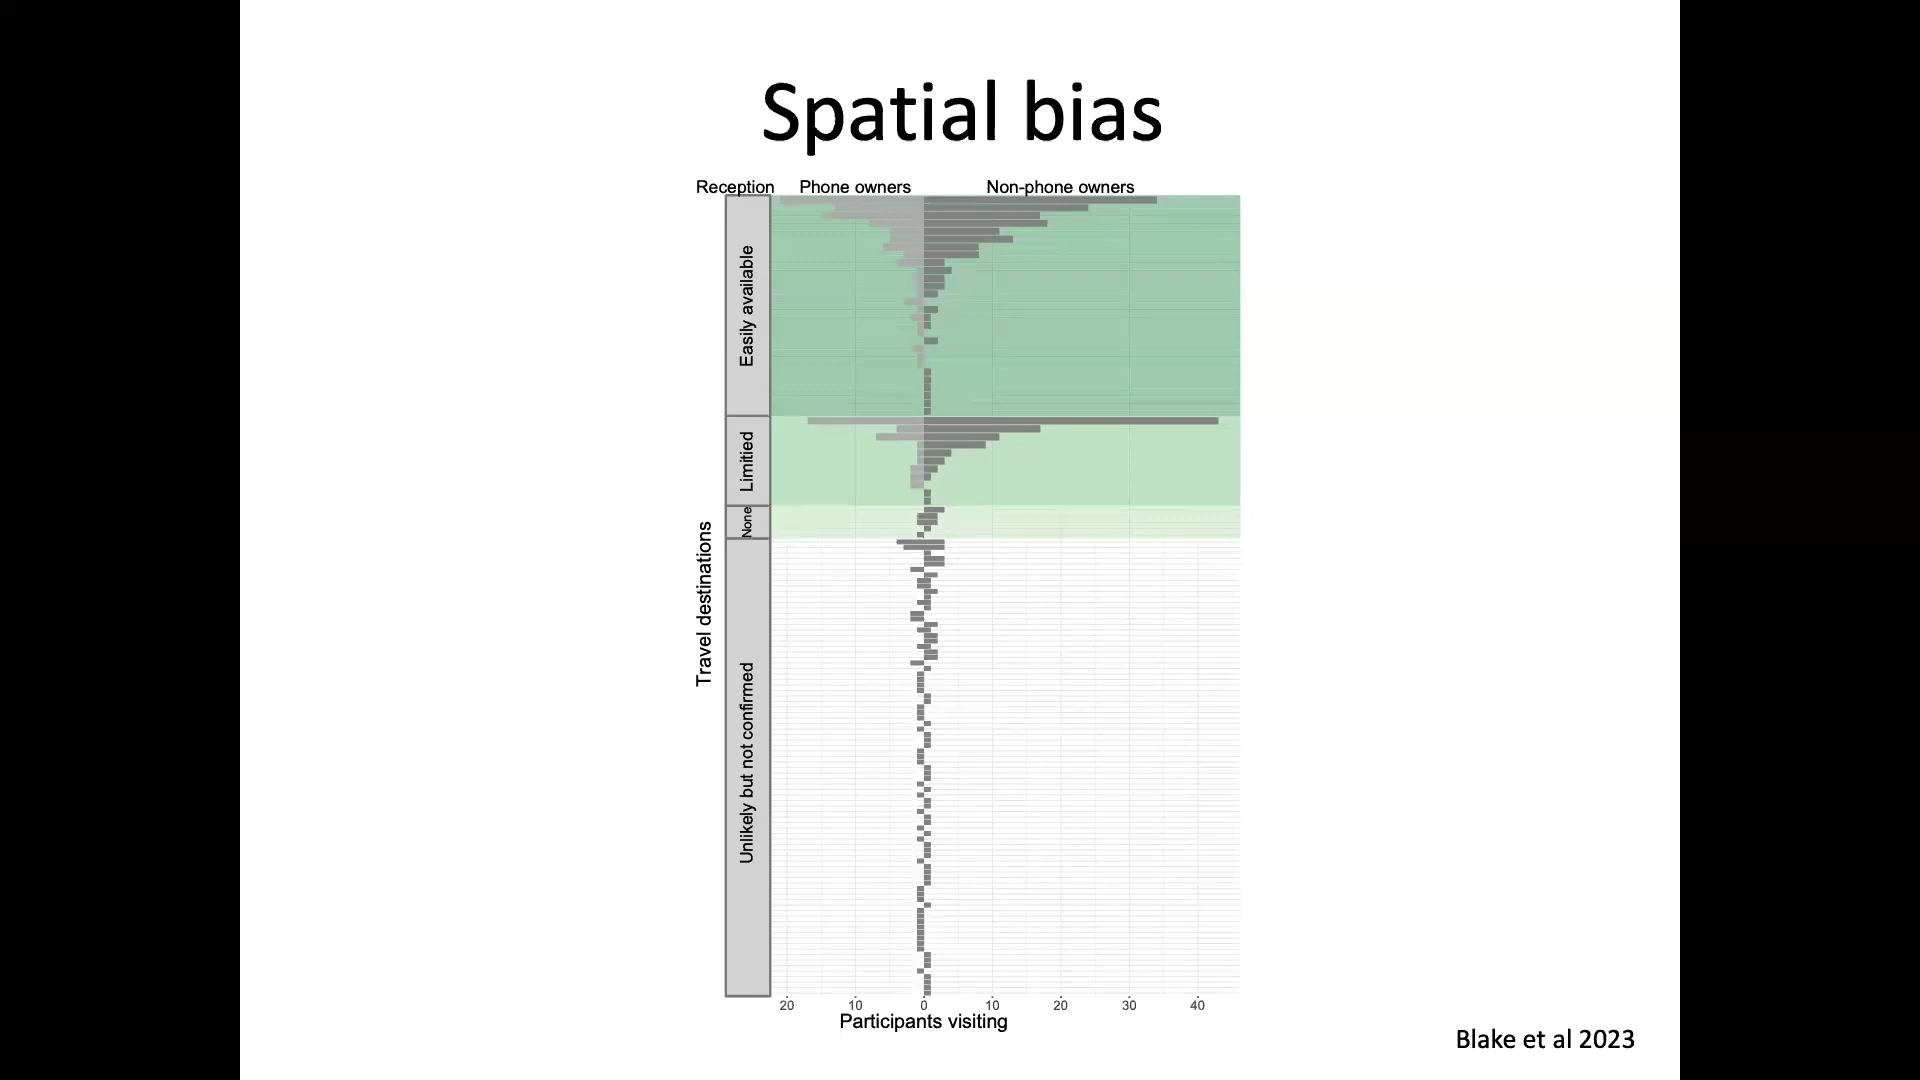 Spatial bias
Reception Phone owners Non-phone owners
Easily available
Limitied
None
Unlikely but not confirmed
Travel destinations
20 10 0 10 20 30 40
Participants visiting
Blake et al 2023